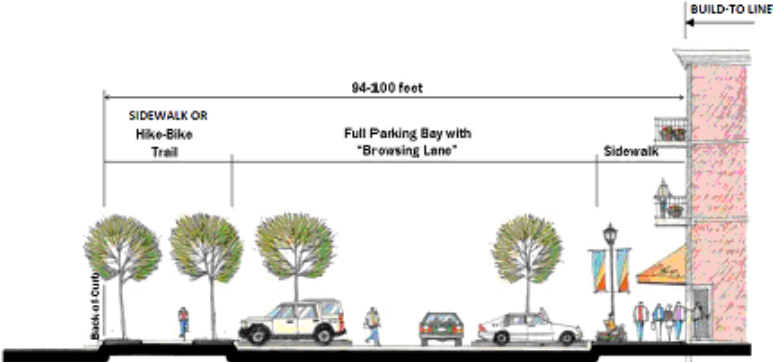 BUILD-TO LINE
94-100 feet
SIDEWALK OR
Hike-Bike
Trail
Full Parking Bay with
"Browsing Lane"
Sidewalk
Back of Curb